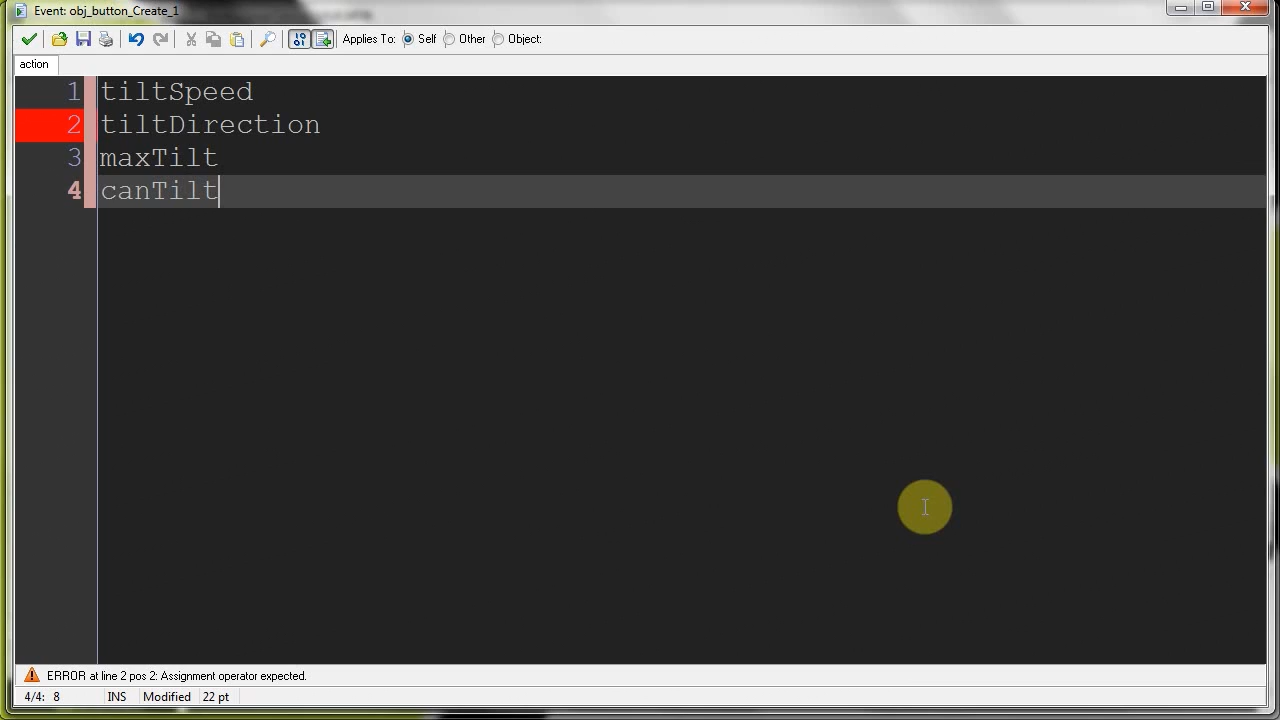 Event: obj_button_Create_1
Applies To: Self Other Object:
action
1 tiltSpeed
2 tiltDirection
3 maxTilt
4 canTilt
ERROR at line 2 pos 2: Assignment operator expected.
4/4: 8 INS Modified 22 pt